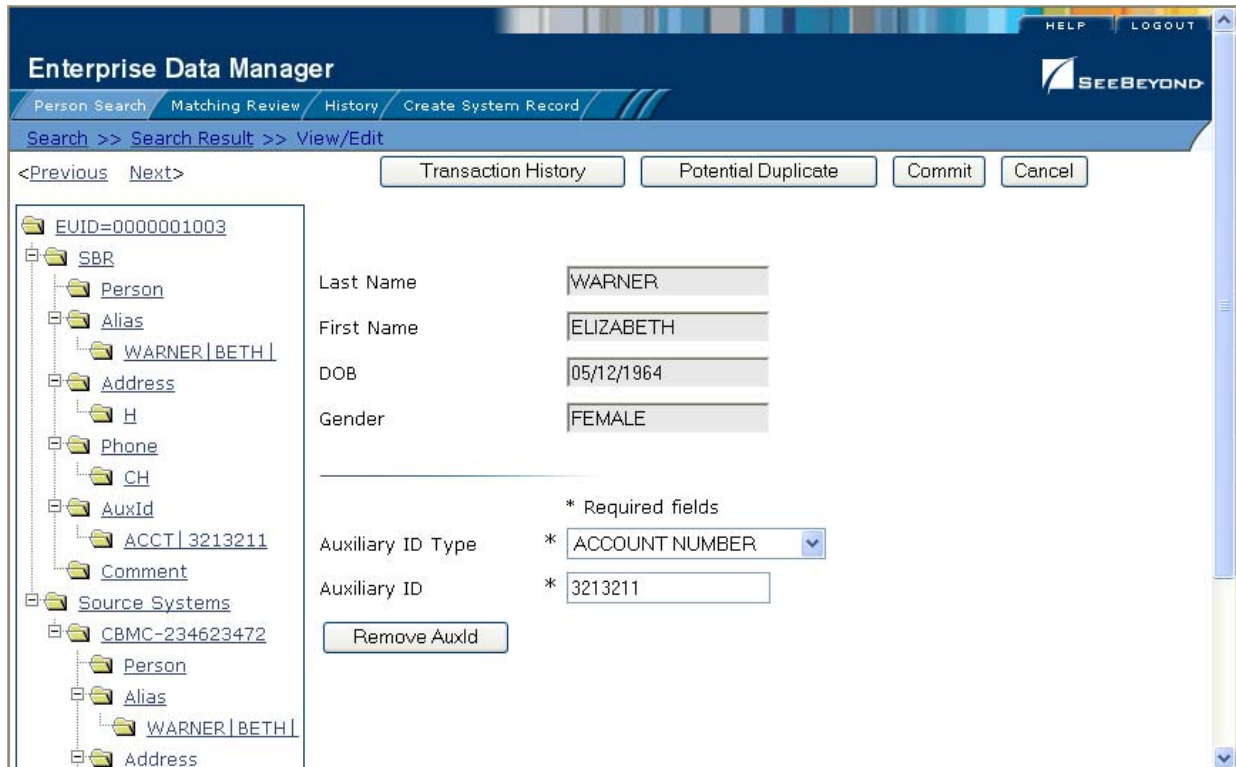 HELP LOGOUT
Enterprise Data Manager
SEEBEYOND
Person Search Matching Review History Create System Record
Search >> Search Result >> View/Edit
<Previous Next> Transaction History Potential Duplicate Commit Cancel
EUID=0000001003
SBR
Person
Alias
WARNER|BETH|
Address
H
Phone
CH
AuxId
ACCT|3213211
Comment
Source Systems
CBMC-234623472
Person
Alias
WARNER|BETH|
Address
Last Name WARNER
First Name ELIZABETH
DOB 05/12/1964
Gender FEMALE
* Required fields
Auxiliary ID Type * ACCOUNT NUMBER
Auxiliary ID * 3213211
Remove AuxId